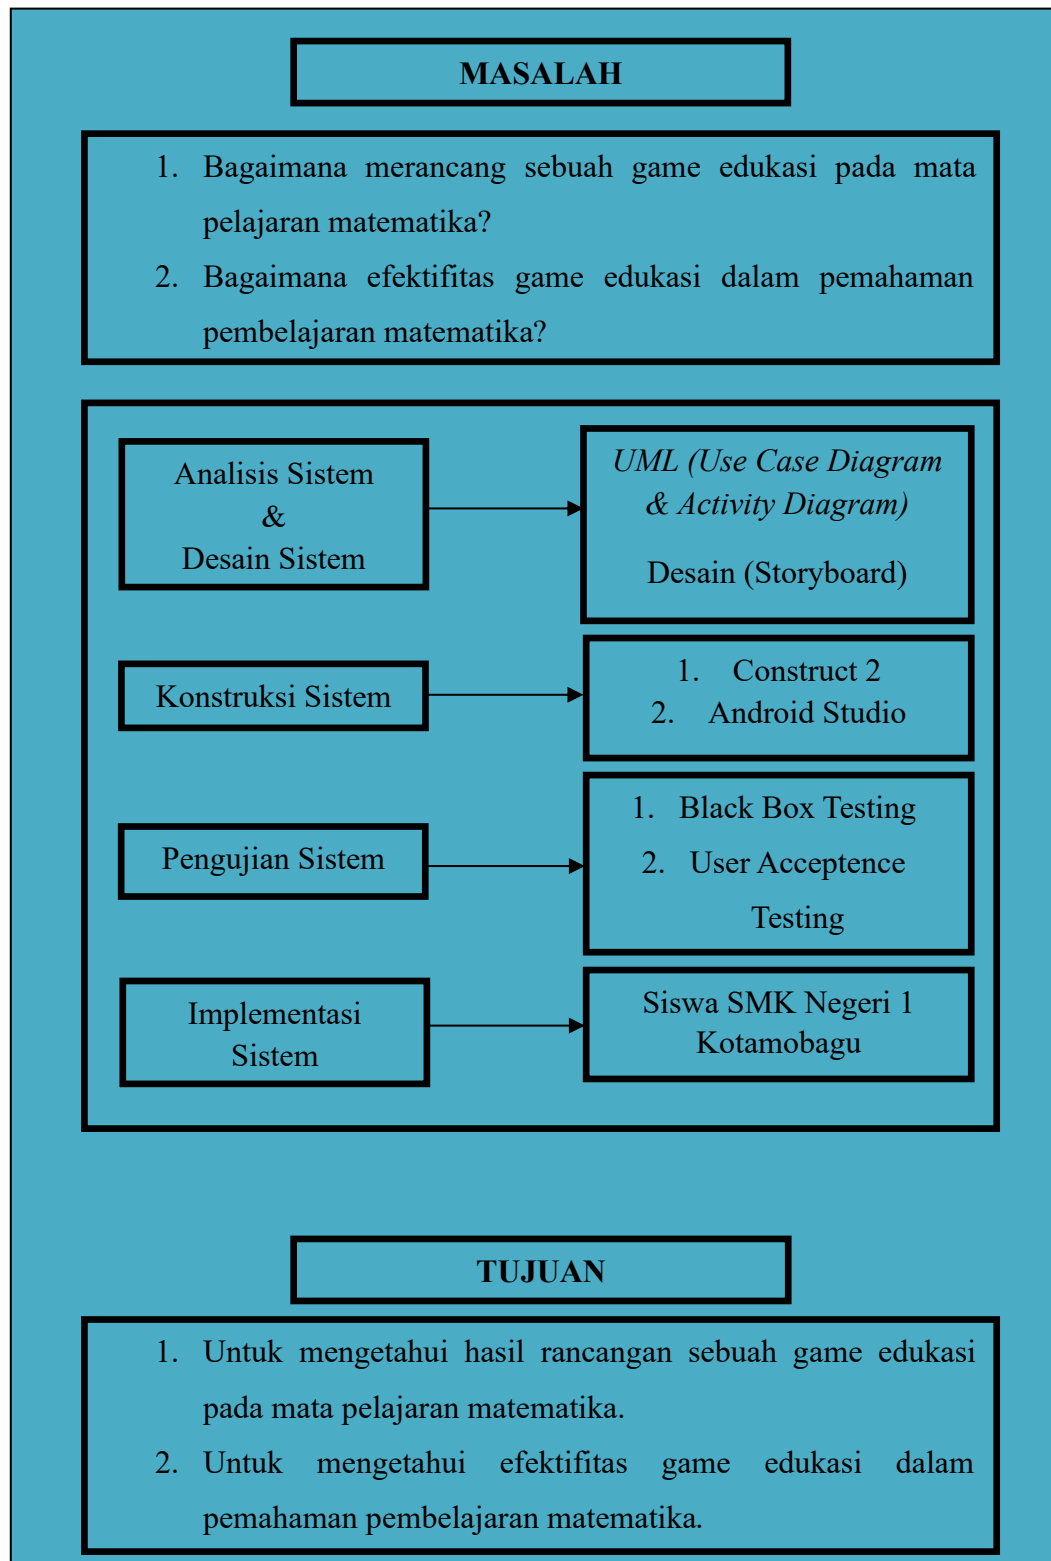 MASALAH
1. Bagaimana merancang sebuah game edukasi pada mata
pelajaran matematika?
2. Bagaimana efektifitas game edukasi dalam pemahaman
pembelajaran matematika?
Analisis Sistem
&
Desain Sistem
UML (Use Case Diagram
& Activity Diagram)
Desain (Storyboard)
Konstruksi Sistem
1. Construct 2
2. Android Studio
Pengujian Sistem
1. Black Box Testing
2. User Acceptence
Testing
Implementasi
Sistem
Siswa SMK Negeri 1
Kotamobagu
TUJUAN
1. Untuk mengetahui hasil rancangan sebuah game edukasi
pada mata pelajaran matematika.
2. Untuk mengetahui efektifitas game edukasi dalam
pemahaman pembelajaran matematika.